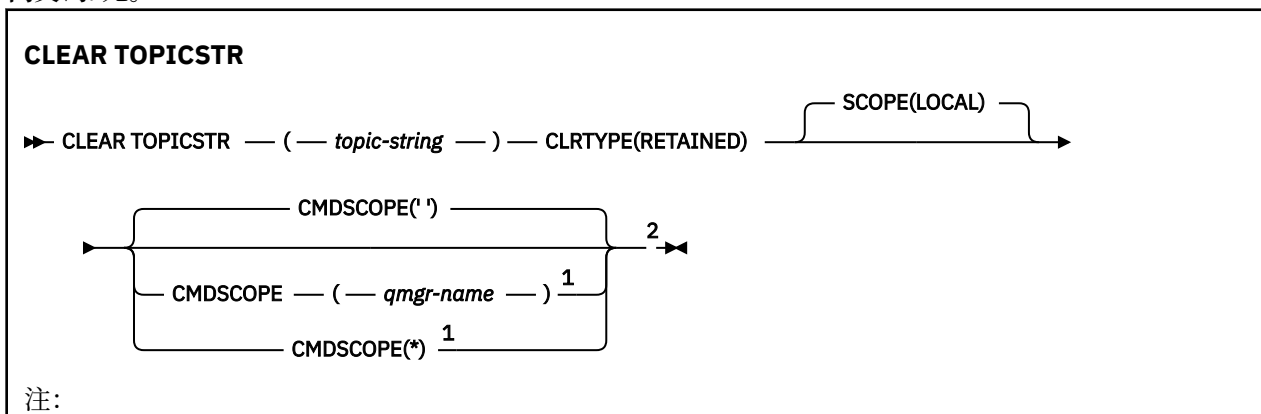 CLEAR TOPICSTR
SCOPE(LOCAL)
CLEAR TOPICSTR ( topic-string ) CLRTYPE(RETAINED)
CMDSCOPE(' ')
2
CMDSCOPE ( qmgr-name ) 1
CMDSCOPE(*) 1
注: